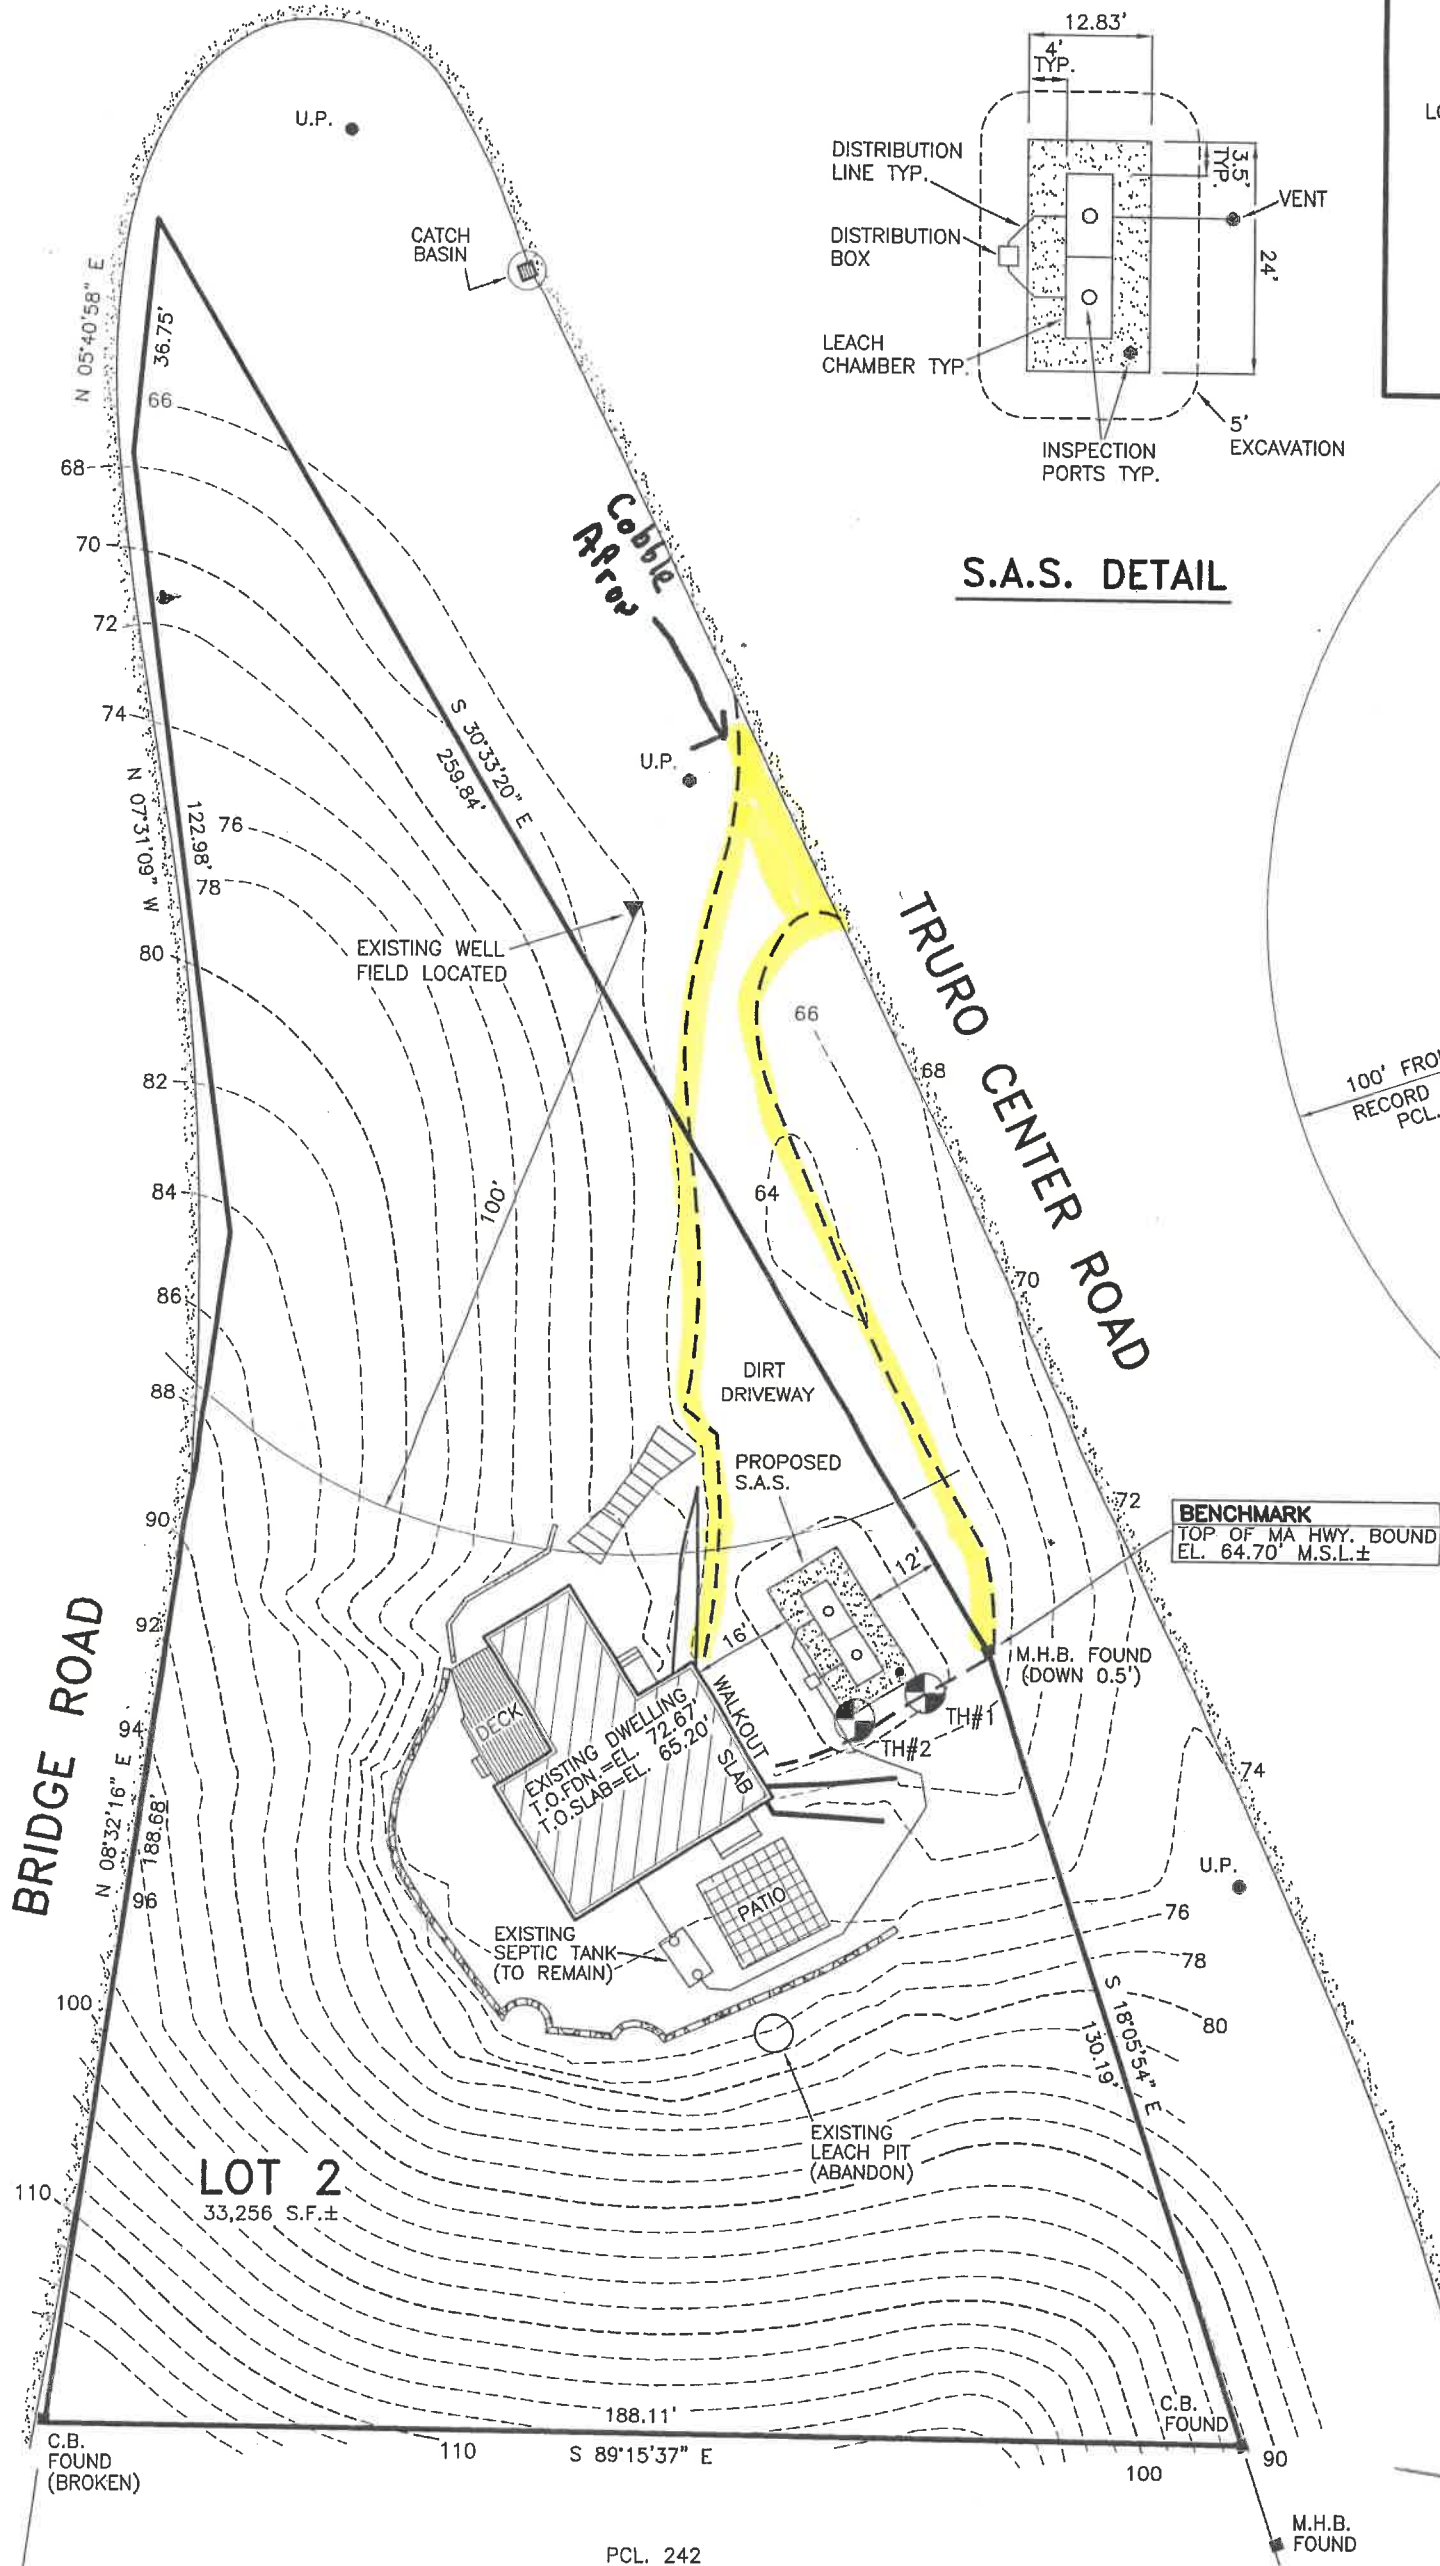 12.83'
4'
TYP.
U.P.
DISTRIBUTION
LINE TYP.
3.5'
TYP.
VENT
CATCH
BASIN
DISTRIBUTION
BOX
24'
N 05°40'58" E
36.75'
LEACH
CHAMBER TYP.
66
5'
EXCAVATION
INSPECTION
PORTS TYP.
68
Cobble
Apron
70
S.A.S. DETAIL
72
74
S 30°33'20" E
259.84'
U.P.
N 07°31'09" W
122.98'
76
78
TRURO CENTER ROAD
EXISTING WELL
FIELD LOCATED
80
66
68
82
100' FRO
RECORD
PCL.
84
100'
64
70
86
88
DIRT
DRIVEWAY
PROPOSED
S.A.S.
72
90
BENCHMARK
TOP OF MA HWY. BOUND
EL. 64.70' M.S.L.±
12'
16'
92
M.H.B. FOUND
(DOWN 0.5')
BRIDGE ROAD
DECK
EXISTING DWELLING
T.O.FDN.=EL. 72.67'
T.O.SLAB=EL. 65.20'
WALKOUT
SLAB
TH#1
TH#2
94
74
N 08°32'16" E
188.68'
U.P.
96
PATIO
76
EXISTING
SEPTIC TANK
(TO REMAIN)
78
100
S 18°05'54" E
130.19'
80
EXISTING
LEACH PIT
(ABANDON)
LOT 2
33,256 S.F.±
110
188.11'
S 89°15'37" E
C.B.
FOUND
C.B.
FOUND
(BROKEN)
110
100
90
M.H.B.
FOUND
PCL. 242